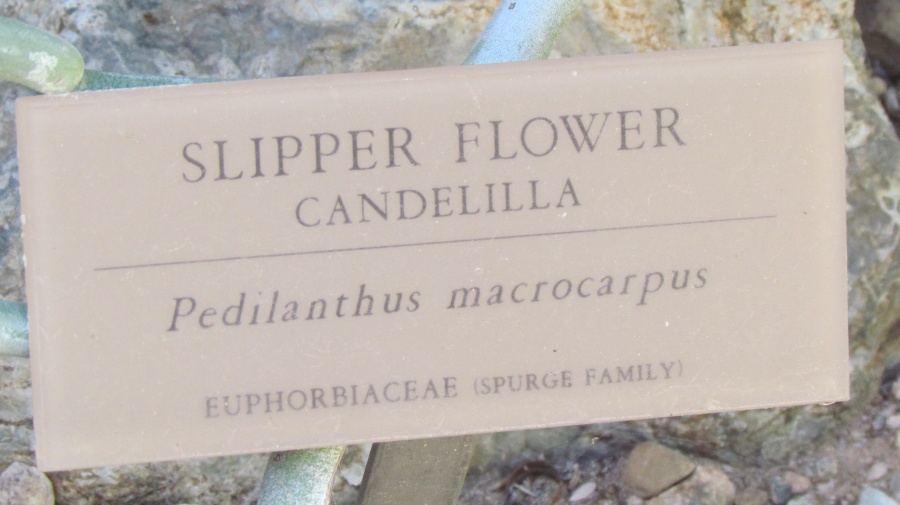 SLIPPER FLOWER
CANDELILLA
Pedilanthus macrocarpus
EUPHORBIACEAE (SPURGE FAMILY)